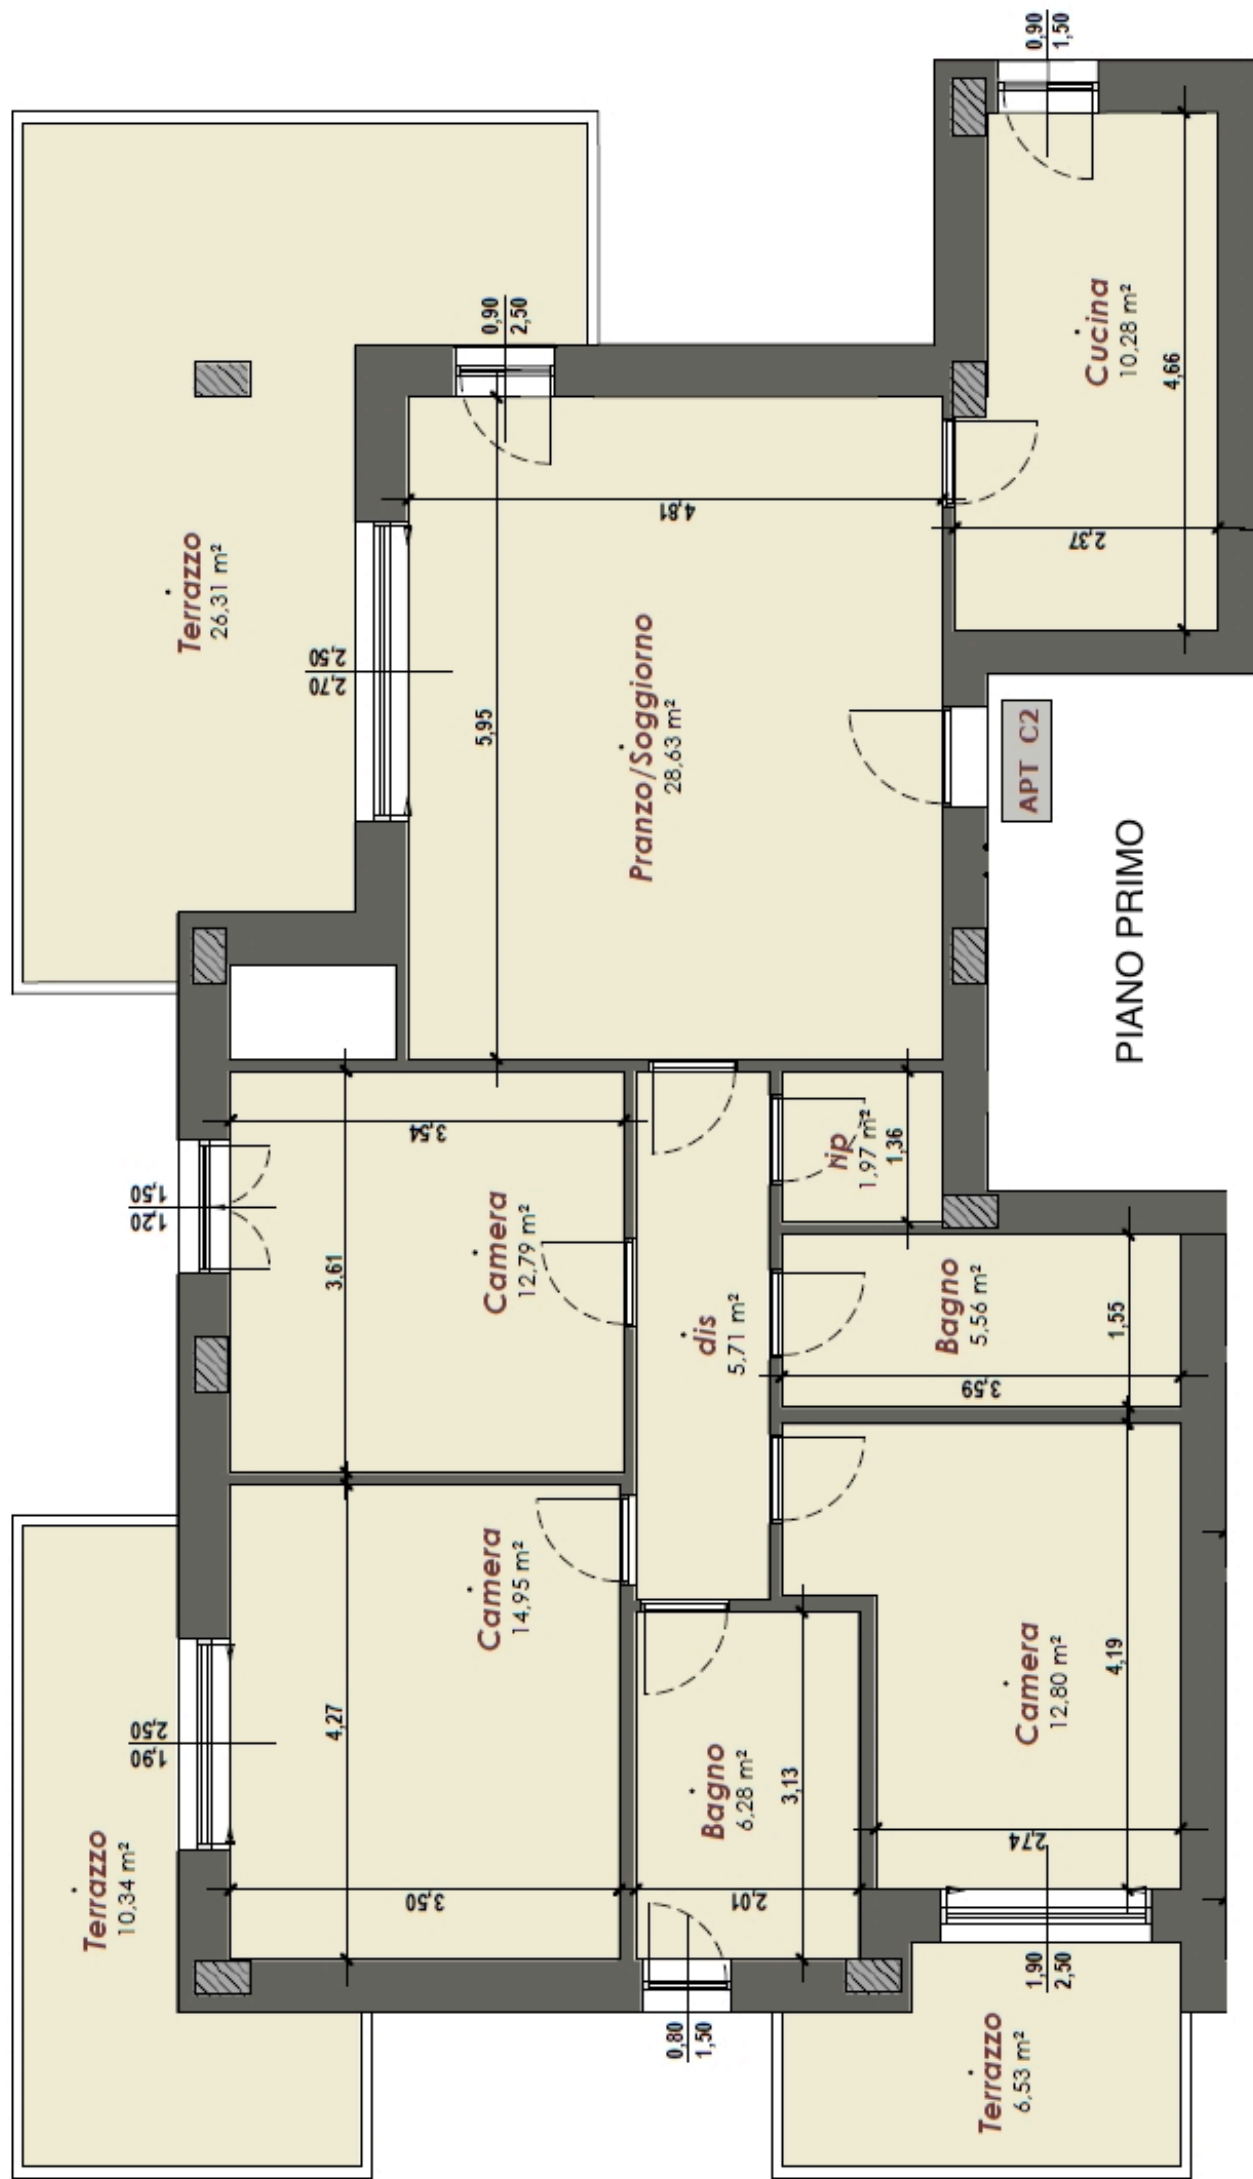 Terrazzo
26,31 m²
0,90
1,50
0,90
2,50
2,50
2,70
5,95
4,81
Pranzo/Soggiorno
28,63 m²
Cucina
10,28 m²
4,66
2,37
APT C2
PIANO PRIMO
1,50
1,20
3,54
3,61
Camera
12,79 m²
dis
5,71 m²
rip
1,97 m²
1,36
Bagno
5,56 m²
1,55
3,59
Camera
14,95 m²
4,27
3,50
2,50
1,90
Terrazzo
10,34 m²
Bagno
6,28 m²
3,13
2,01
0,80
1,50
Camera
12,80 m²
4,19
2,74
1,90
2,50
Terrazzo
6,53 m²